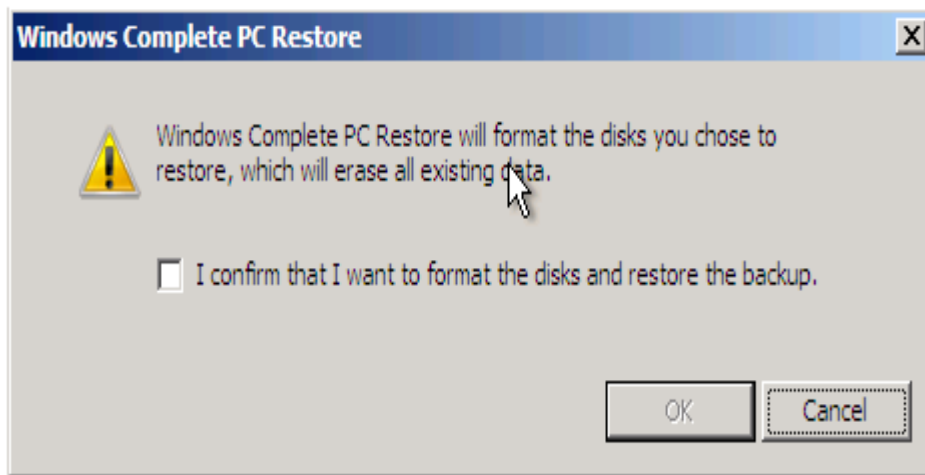 Windows Complete PC Restore
Windows Complete PC Restore will format the disks you chose to
restore, which will erase all existing data.
I confirm that I want to format the disks and restore the backup.
OK
Cancel